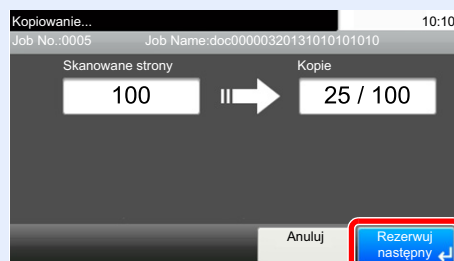 Kopiowanie... 10:10
Job No.:0005 Job Name:doc00000320131010101010
Skanowane strony Kopie
100 25 / 100
Anuluj Rezerwuj
następny